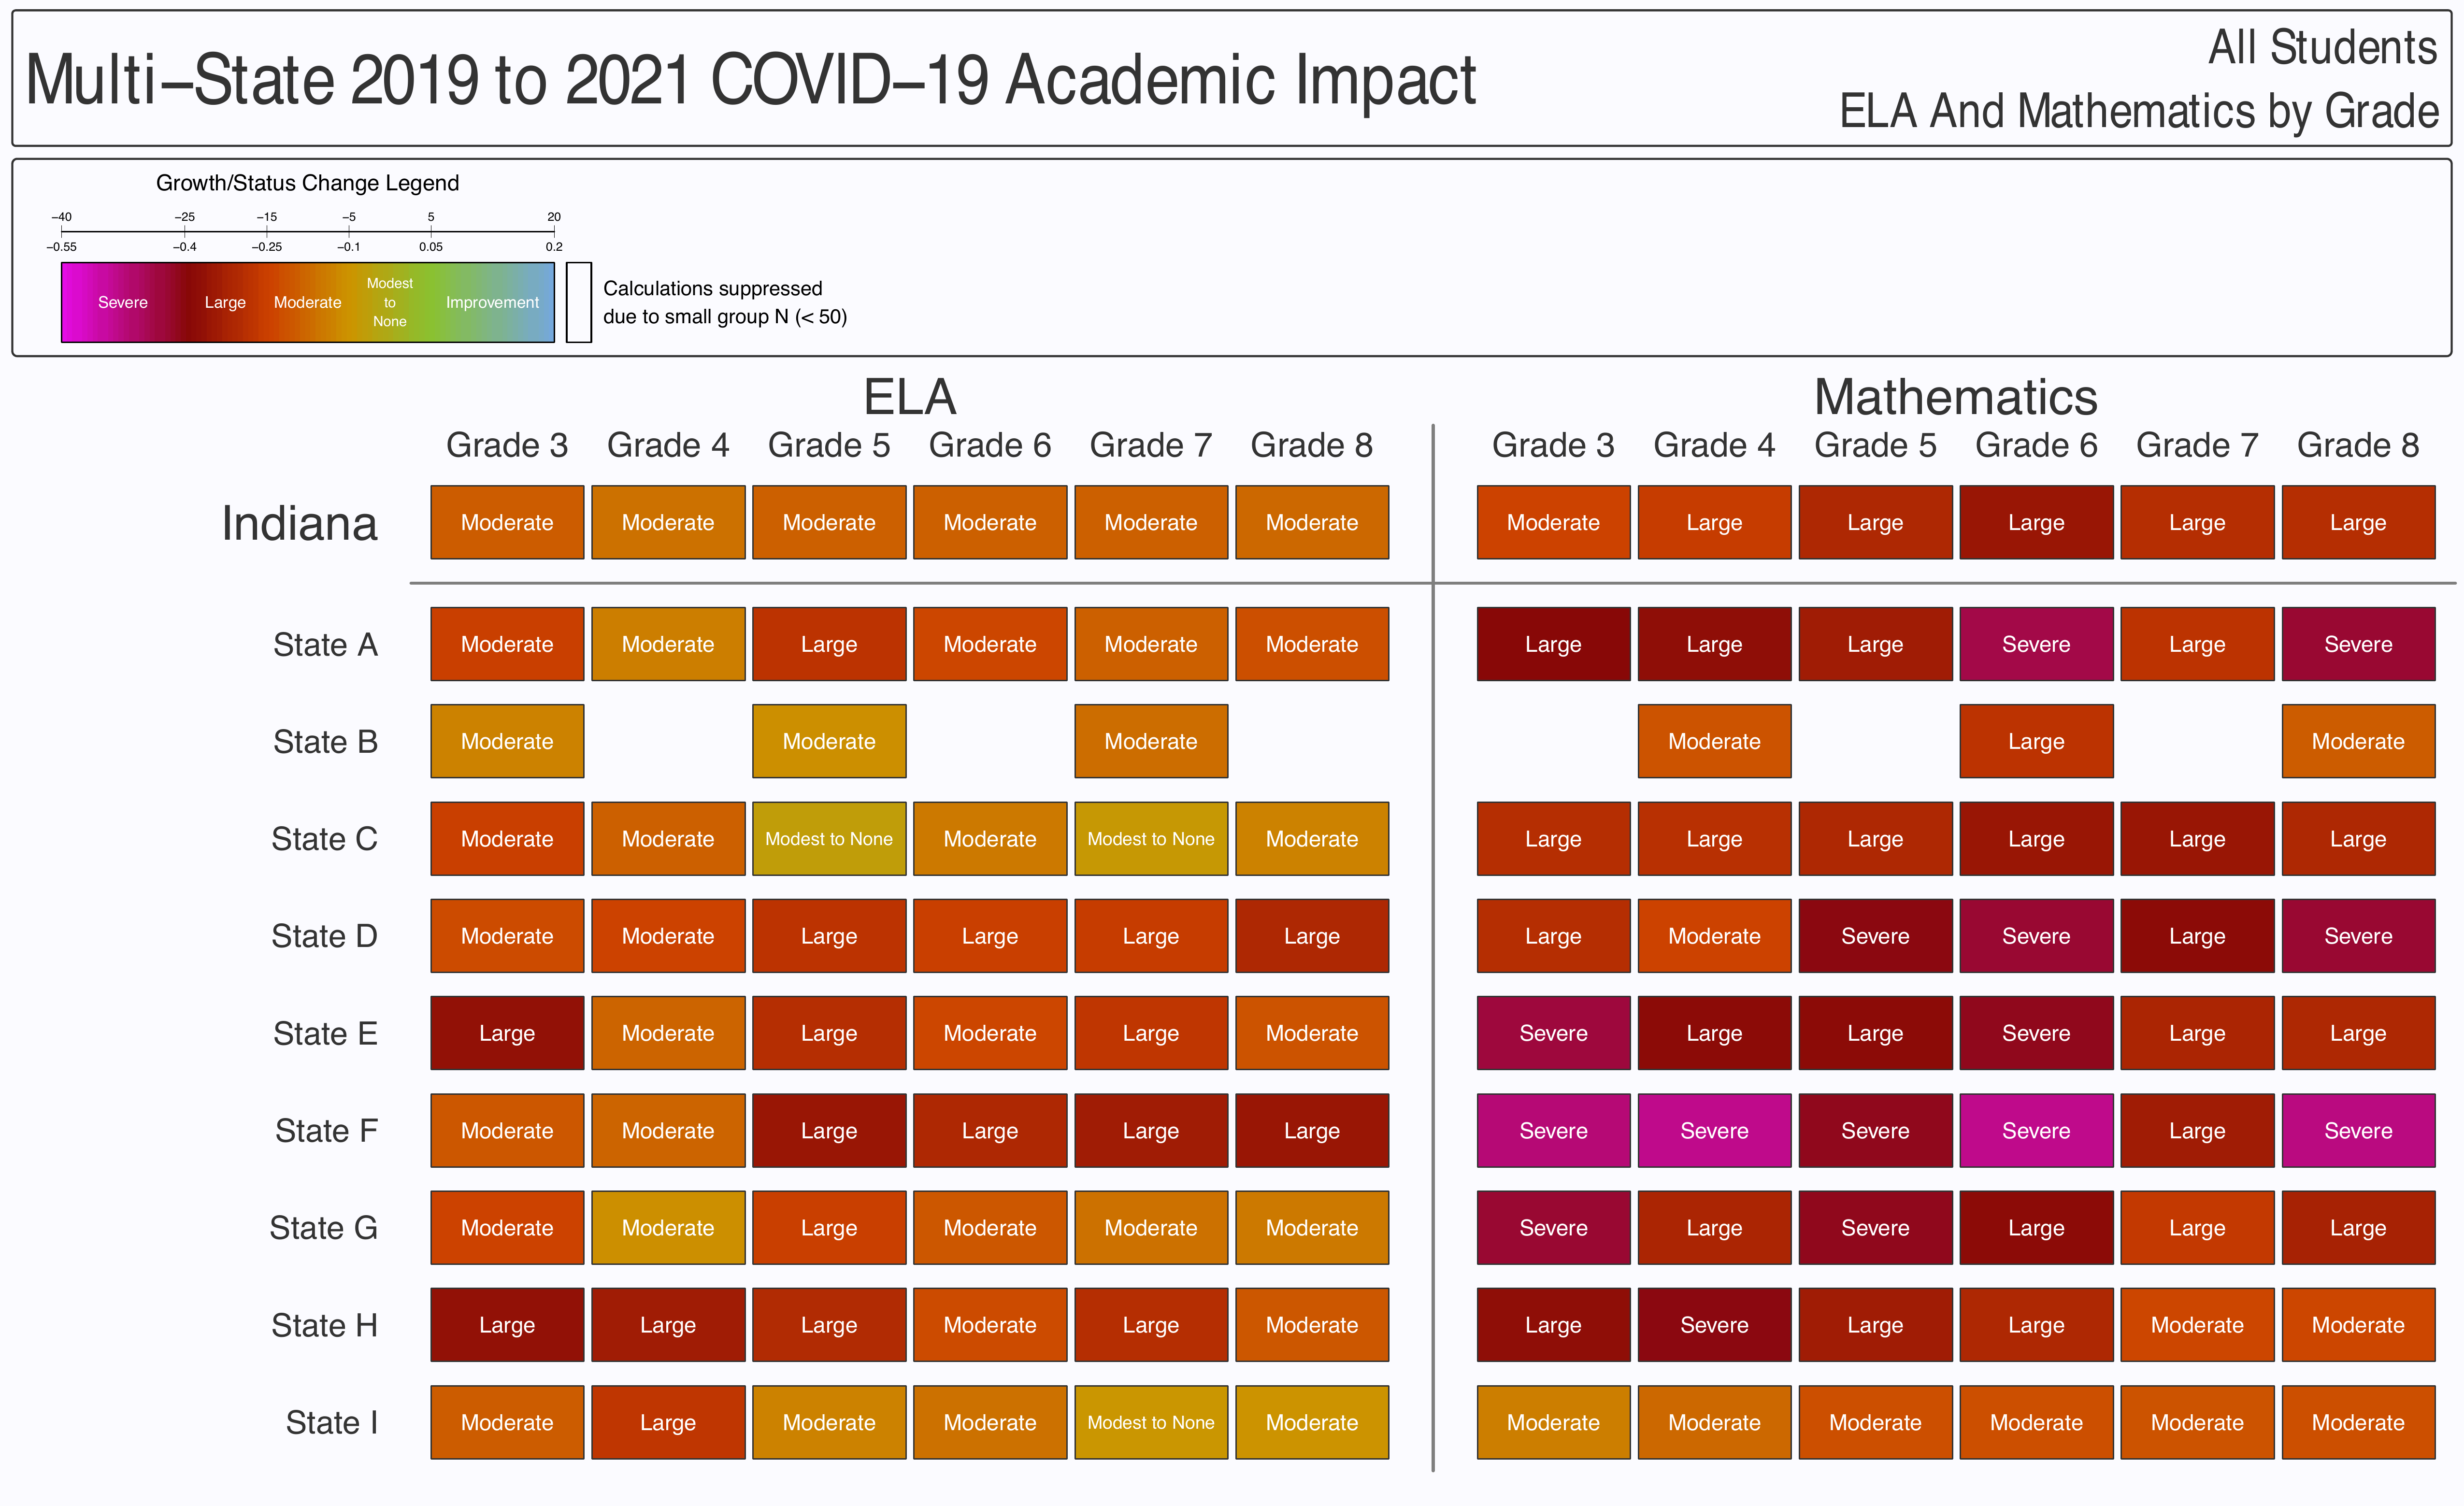 Multi–State 2019 to 2021 COVID–19 Academic Impact
All Students
ELA And Mathematics by Grade
Growth/Status Change Legend
−40 −25 −15 −5 5 20
−0.55 −0.4 −0.25 −0.1 0.05 0.2
Severe Large Moderate Modest to None Improvement
Calculations suppressed
due to small group N (< 50)
ELA Mathematics
Grade 3 Grade 4 Grade 5 Grade 6 Grade 7 Grade 8 Grade 3 Grade 4 Grade 5 Grade 6 Grade 7 Grade 8
Indiana Moderate Moderate Moderate Moderate Moderate Moderate Moderate Large Large Large Large Large
State A Moderate Moderate Large Moderate Moderate Moderate Large Large Large Severe Large Severe
State B Moderate Moderate Moderate Moderate Large Moderate
State C Moderate Moderate Modest to None Moderate Modest to None Moderate Large Large Large Large Large Large
State D Moderate Moderate Large Large Large Large Large Moderate Severe Severe Large Severe
State E Large Moderate Large Moderate Large Moderate Severe Large Large Severe Large Large
State F Moderate Moderate Large Large Large Large Severe Severe Severe Severe Large Severe
State G Moderate Moderate Large Moderate Moderate Moderate Severe Large Severe Large Large Large
State H Large Large Large Moderate Large Moderate Large Severe Large Large Moderate Moderate
State I Moderate Large Moderate Moderate Modest to None Moderate Moderate Moderate Moderate Moderate Moderate Moderate